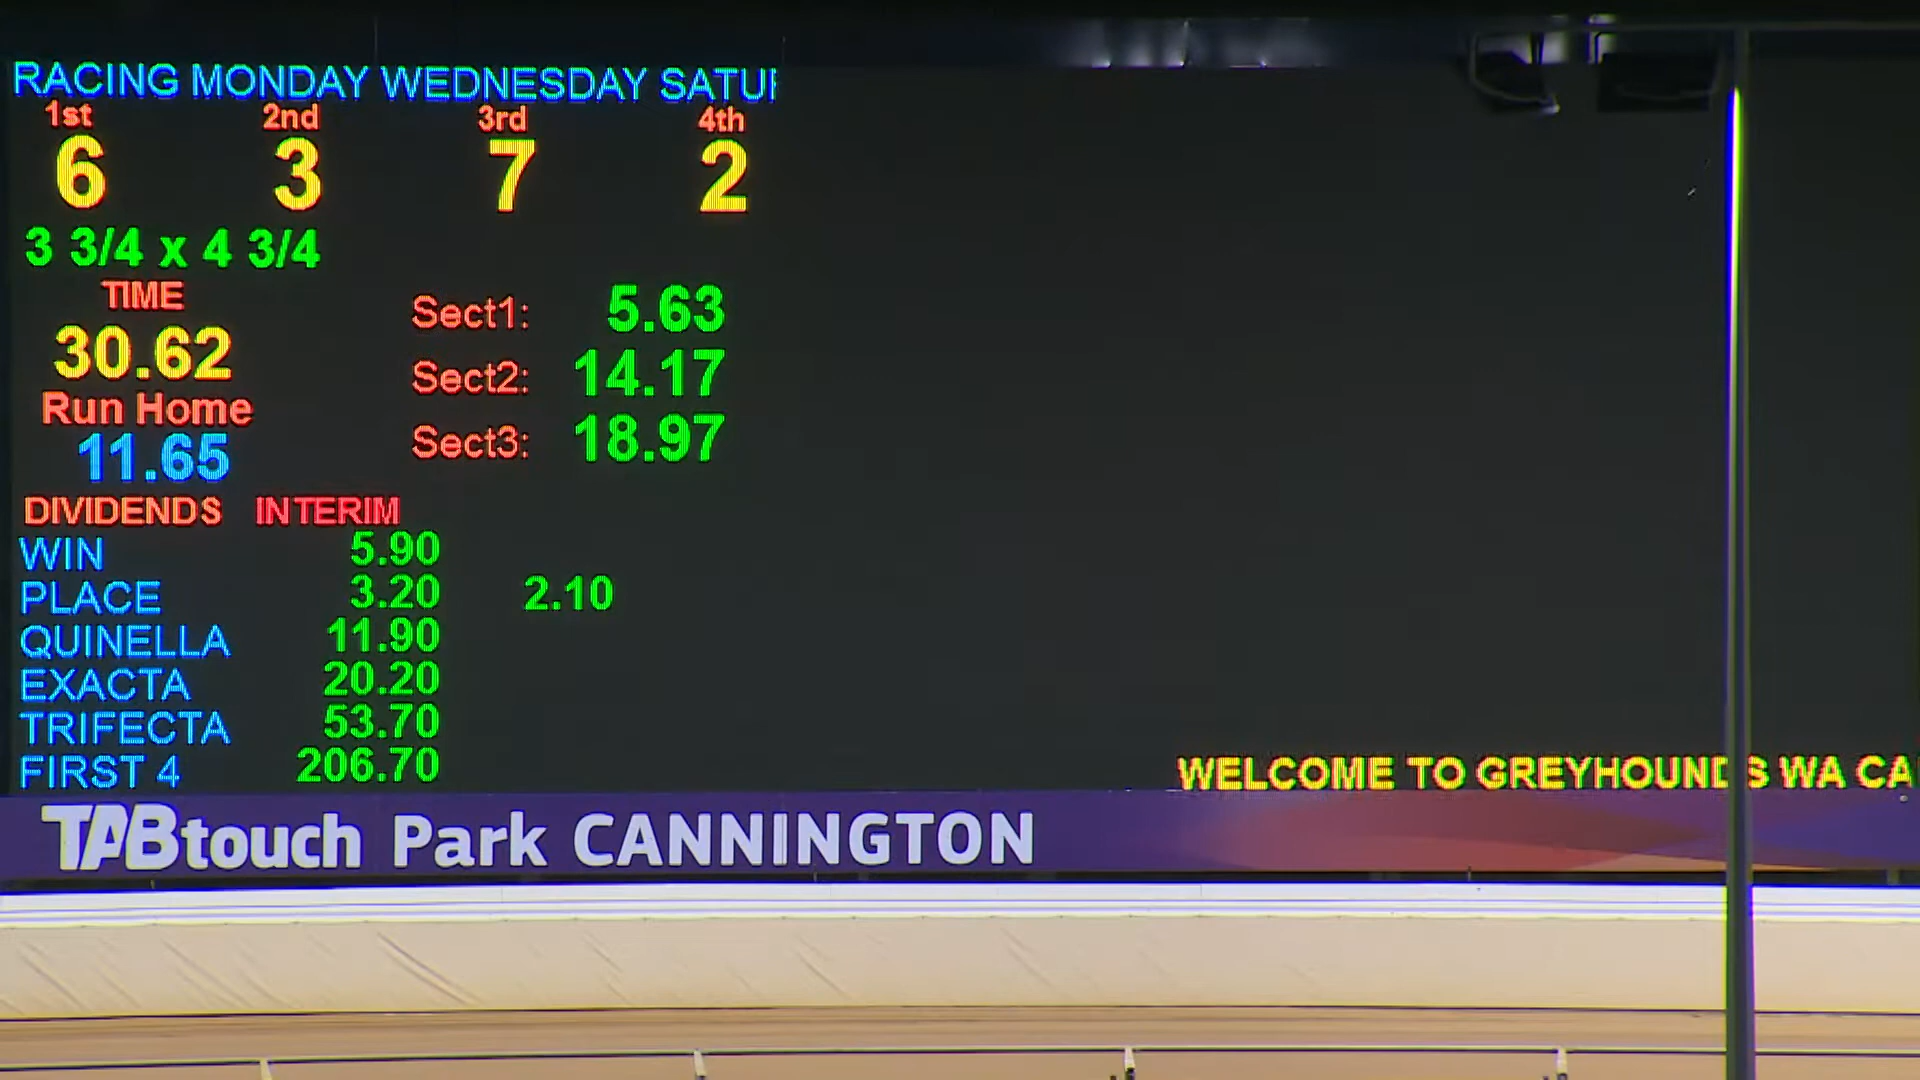 RACING MONDAY WEDNESDAY SATUR
1st 2nd 3rd 4th
6 3 7 2
3 3/4 x 4 3/4
TIME
30.62
Run Home
11.65
Sect1: 5.63
Sect2: 14.17
Sect3: 18.97
DIVIDENDS INTERIM
WIN 5.90
PLACE 3.20 2.10
QUINELLA 11.90
EXACTA 20.20
TRIFECTA 53.70
FIRST 4 206.70
WELCOME TO GREYHOUNDS WA CA
TABtouch Park CANNINGTON